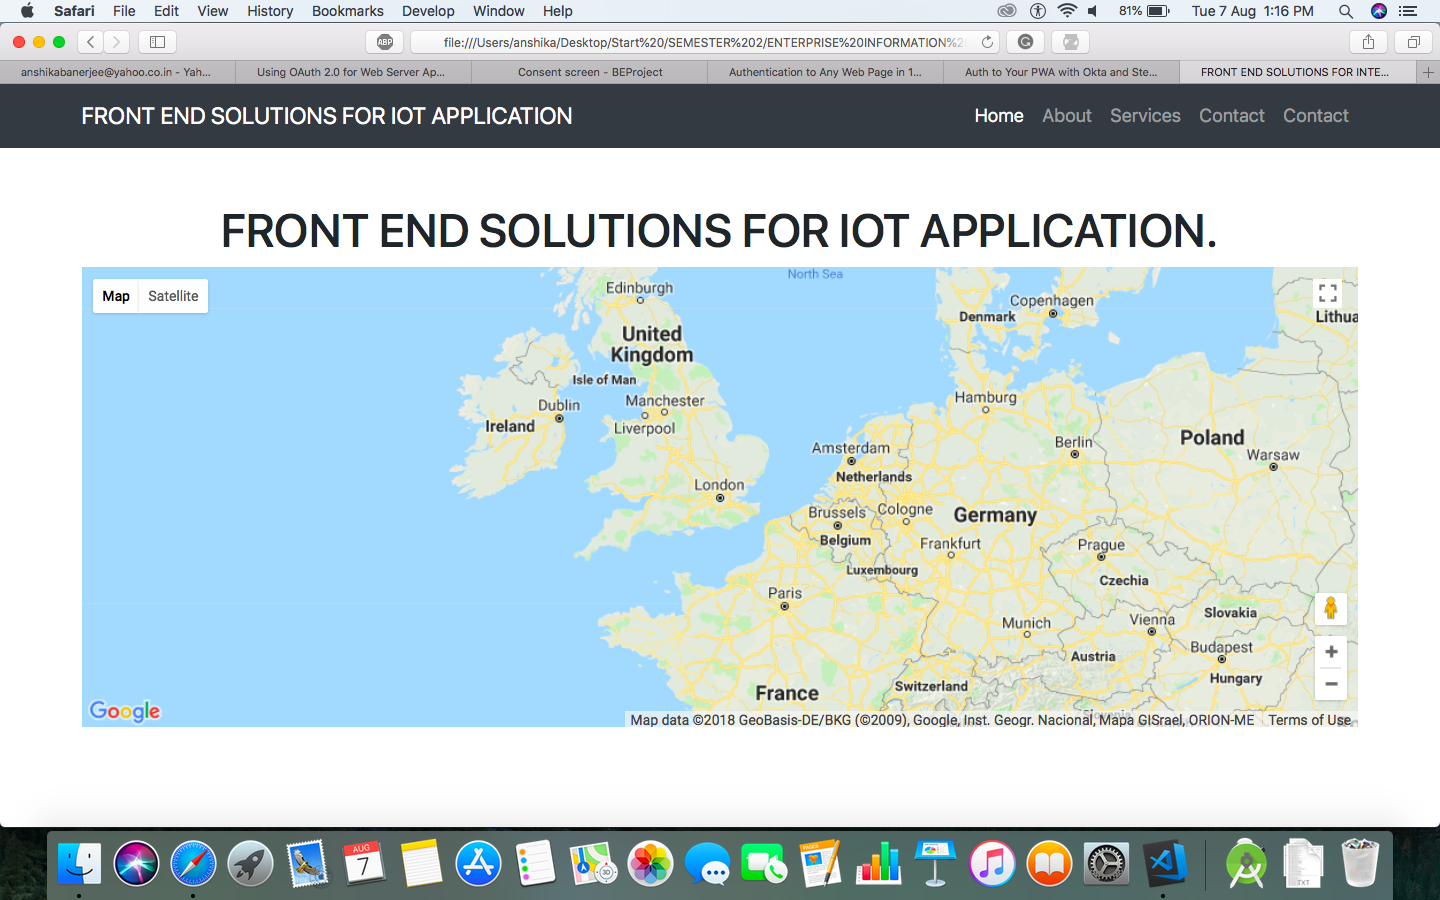 Safari File Edit View History Bookmarks Develop Window Help 81% Tue 7 Aug 1:16 PM
ABP file:///Users/anshika/Desktop/Start%20/SEMESTER%202/ENTERPRISE%20INFORMATION%2
anshikabanerjee@yahoo.co.in - Yah... Using OAuth 2.0 for Web Server Ap... Consent screen - BEProject Authentication to Any Web Page in 1... Auth to Your PWA with Okta and Ste... FRONT END SOLUTIONS FOR INTE...
FRONT END SOLUTIONS FOR IOT APPLICATION Home About Services Contact Contact
FRONT END SOLUTIONS FOR IOT APPLICATION.
North Sea
Map Satellite
Edinburgh
Copenhagen
Denmark
Lithua
United
Kingdom
Isle of Man
Manchester
Dublin
Hamburg
Ireland
Liverpool
Berlin
Poland
Amsterdam
Warsaw
Netherlands
London
Brussels
Cologne
Germany
Belgium
Frankfurt
Prague
Luxembourg
Czechia
Paris
Slovakia
Munich
Vienna
Budapest
Austria
Hungary
Switzerland
France
Google
Map data ©2018 GeoBasis-DE/BKG (©2009), Google, Inst. Geogr. Nacional, Mapa GISrael, ORION-ME Terms of Use
AUG
7
3D
PAGES
TXT